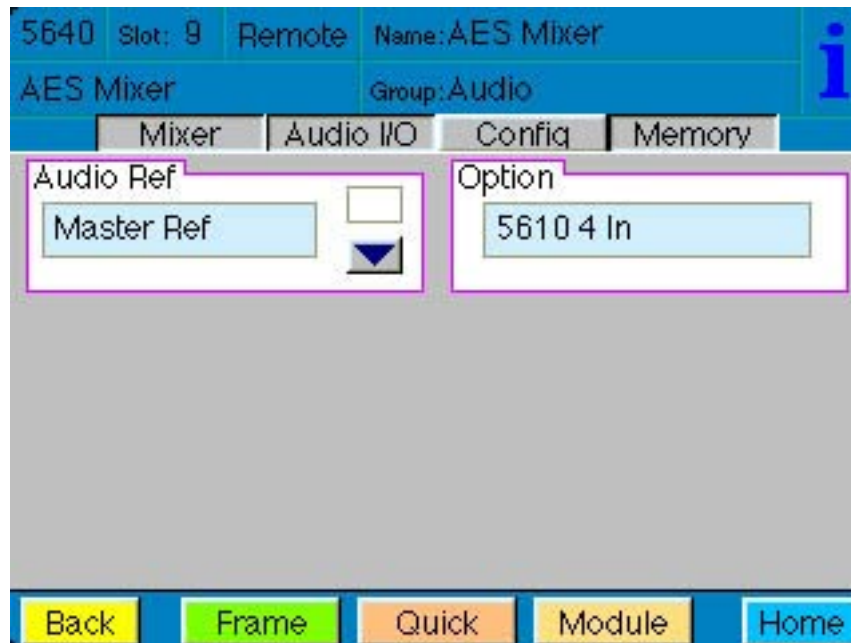 5640 Slot: 9 Remote Name: AES Mixer
AES Mixer Group: Audio
Mixer Audio I/O Config Memory
Audio Ref Option
Master Ref 5610 4 In
Back Frame Quick Module Home